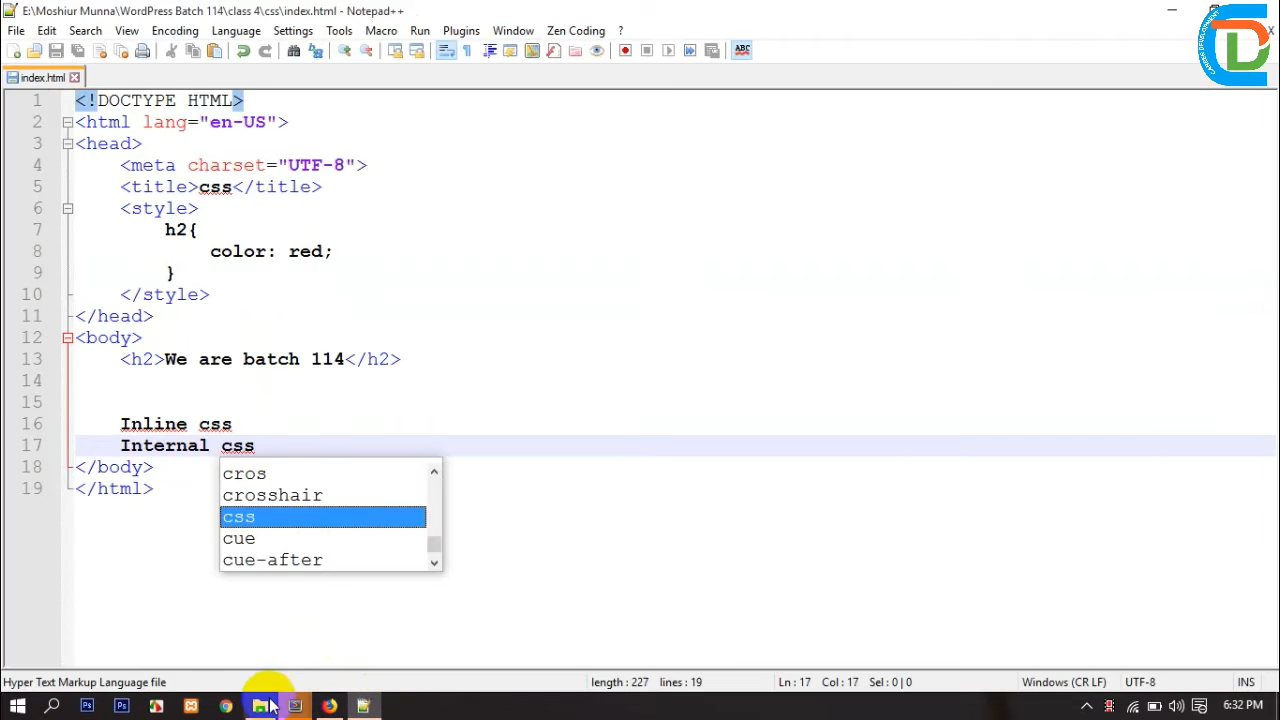 E:\Moshiur Munna\WordPress Batch 114\class 4\css\index.html - Notepad++
File Edit Search View Encoding Language Settings Tools Macro Run Plugins Window Zen Coding ?
index.html
1 <!DOCTYPE HTML>
2 <html lang="en-US">
3 <head>
4 <meta charset="UTF-8">
5 <title>css</title>
6 <style>
7 h2{
8 color: red;
9 }
10 </style>
11 </head>
12 <body>
13 <h2>We are batch 114</h2>
14
15
16 Inline css
17 Internal css
18 </body>
19 </html>
cros
crosshair
css
cue
cue-after
Hyper Text Markup Language file length : 227 lines : 19 Ln : 17 Col : 17 Sel : 0 | 0 Windows (CR LF) UTF-8 INS
6:32 PM